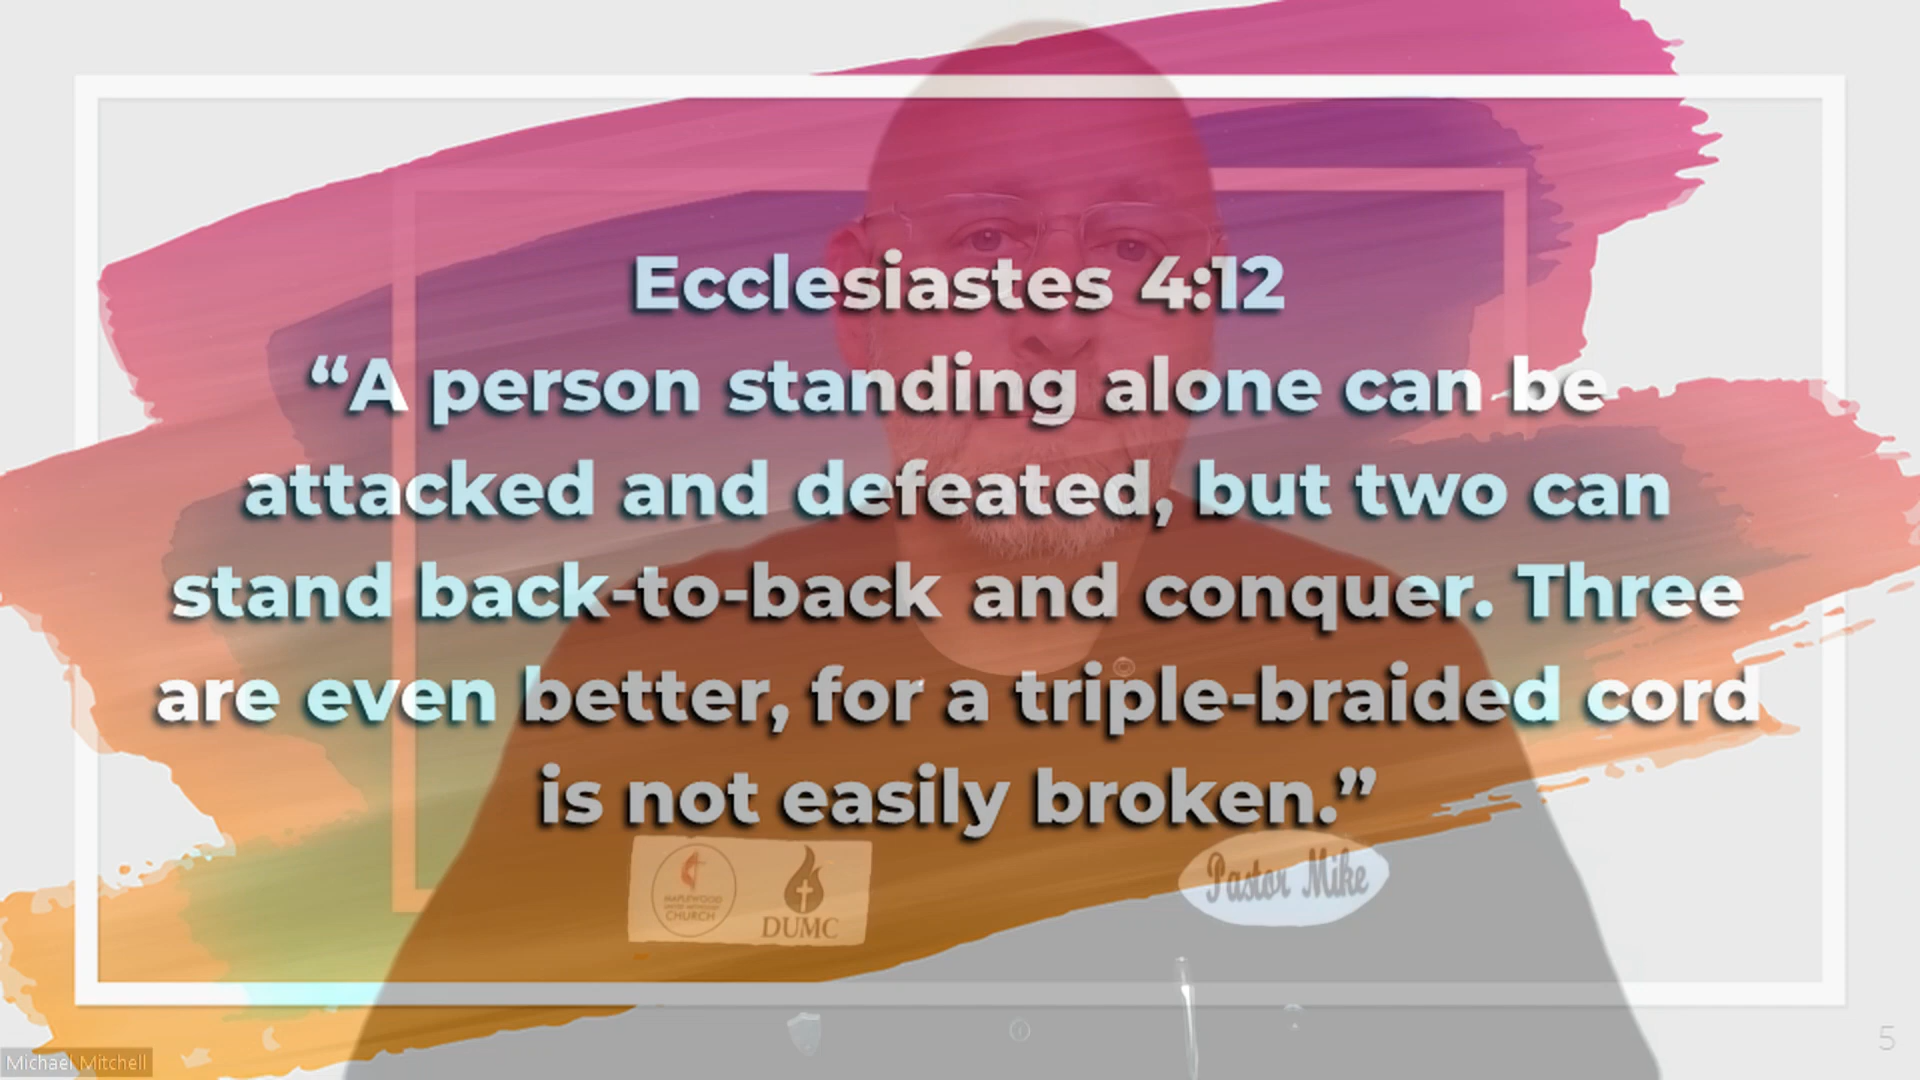 Ecclesiastes 4:12
“A person standing alone can be
attacked and defeated, but two can
stand back-to-back and conquer. Three
are even better, for a triple-braided cord
is not easily broken.”
MAPLEWOOD
CHURCH
DUMC
Pastor Mike
Michael Mitchell
5